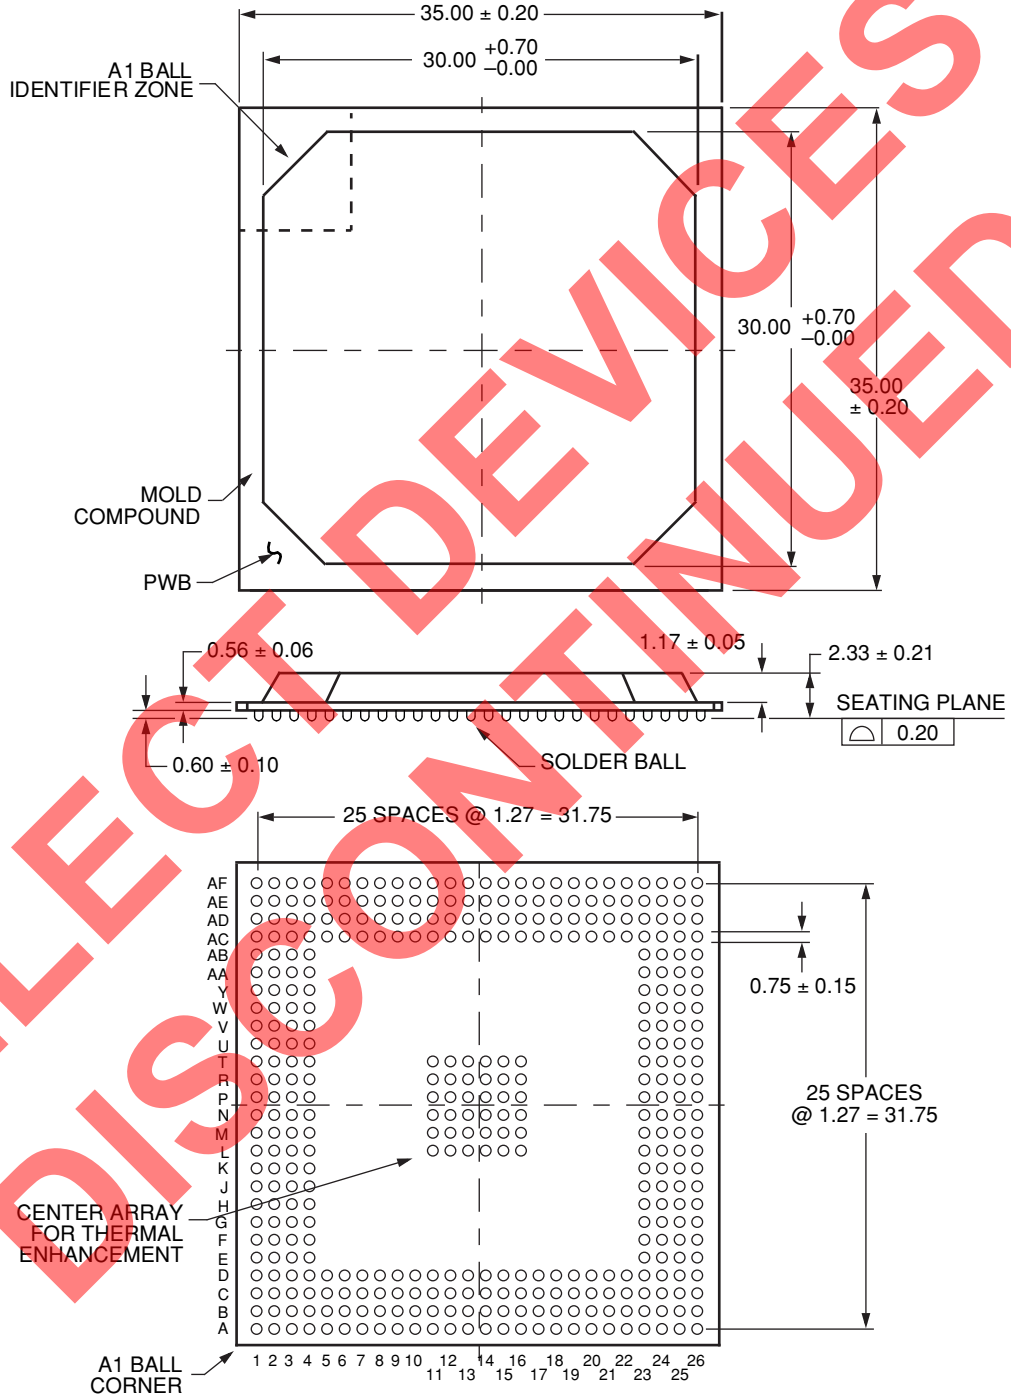 35.00 ± 0.20
30.00 +0.70
–0.00
A1 BALL
IDENTIFIER ZONE
30.00 +0.70
–0.00
35.00
± 0.20
MOLD
COMPOUND
PWB
0.56 ± 0.06
1.17 ± 0.05
2.33 ± 0.21
SEATING PLANE
0.20
0.60 ± 0.10
SOLDER BALL
25 SPACES @ 1.27 = 31.75
AF
AE
AD
AC
AB
AA
Y
W
V
U
T
R
P
N
M
L
K
J
H
G
F
E
D
C
B
A
0.75 ± 0.15
25 SPACES
@ 1.27 = 31.75
CENTER ARRAY
FOR THERMAL
ENHANCEMENT
1 2 3 4 5 6 7 8 9 10 12 14 16 18 20 22 24 26
11 13 15 17 19 21 23 25
A1 BALL
CORNER
SELECT DEVICES
DISCONTINUED